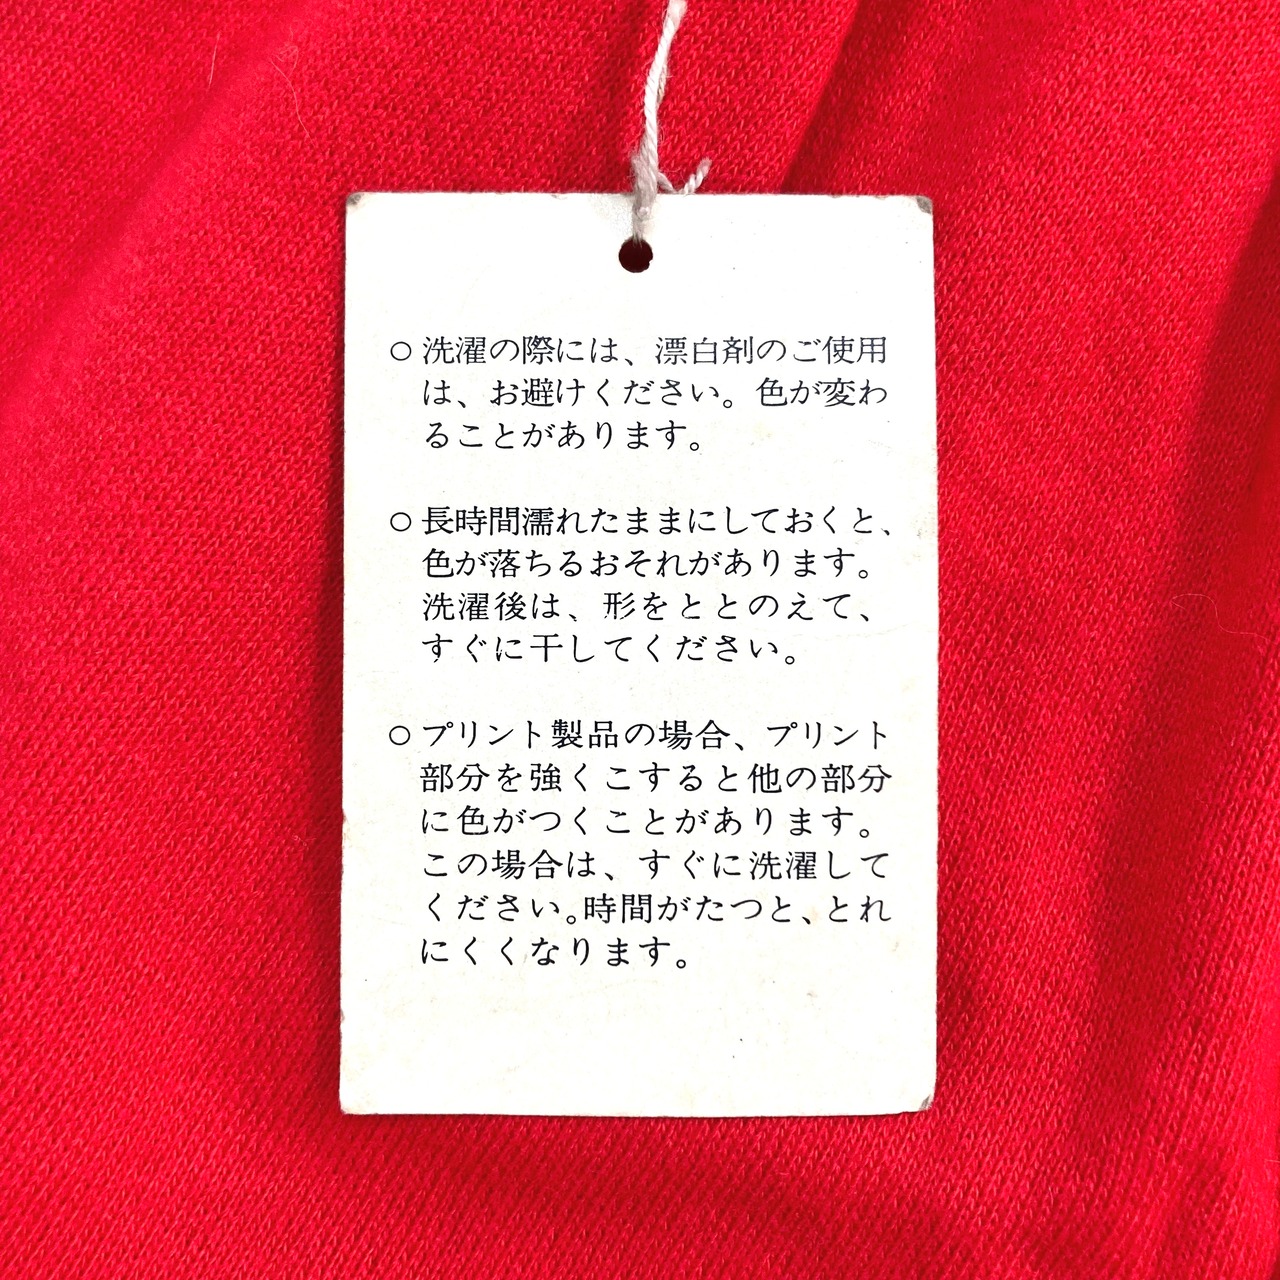 ○洗濯の際には、漂白剤のご使用
は、お避けください。色が変わ
ることがあります。
○長時間濡れたままにしておくと、
色が落ちるおそれがあります。
洗濯後は、形をととのえて、
すぐに干してください。
○プリント製品の場合、プリント
部分を強くこすると他の部分
に色がつくことがあります。
この場合は、すぐに洗濯して
ください。時間がたつと、とれ
にくくなります。